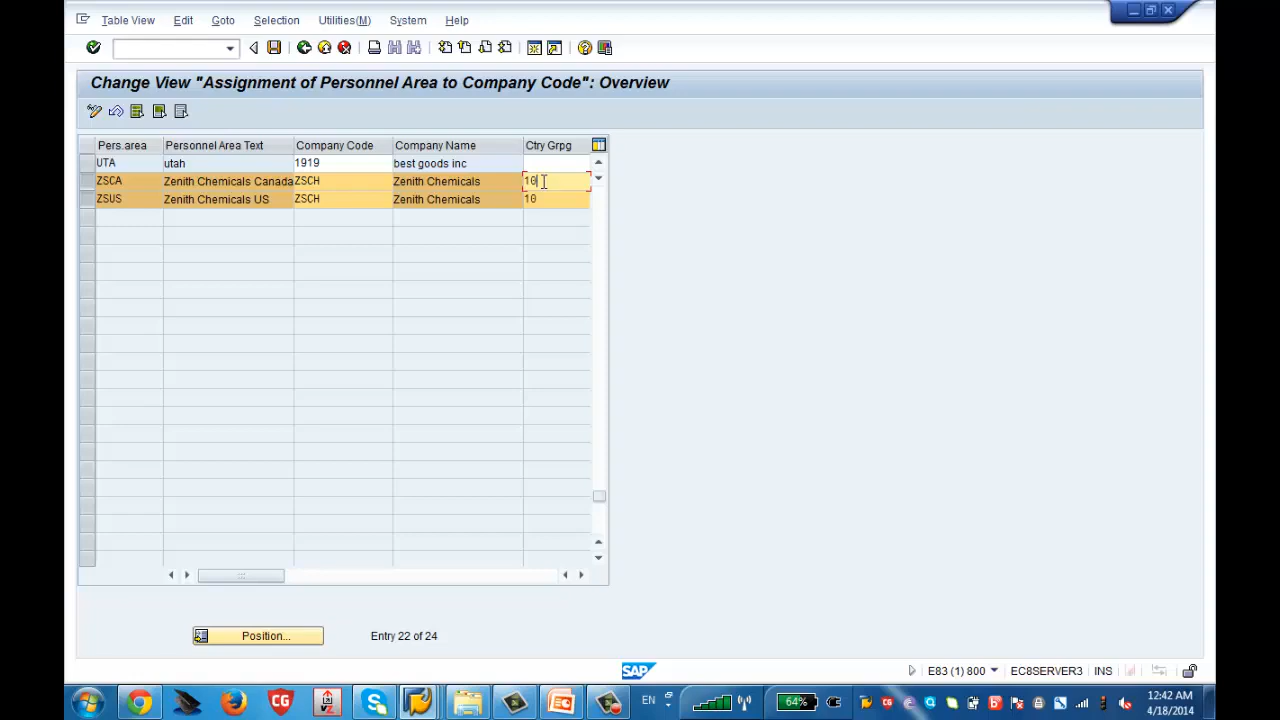 Table View Edit Goto Selection Utilities(M) System Help
Change View "Assignment of Personnel Area to Company Code": Overview
Pers.area Personnel Area Text Company Code Company Name Ctry Grpg
UTA utah 1919 best goods inc
ZSCA Zenith Chemicals Canada ZSCH Zenith Chemicals 10
ZSUS Zenith Chemicals US ZSCH Zenith Chemicals 10
Position... Entry 22 of 24
SAP E83 (1) 800 EC8SERVER3 INS
CG EN 64% CG 12:42 AM
4/18/2014